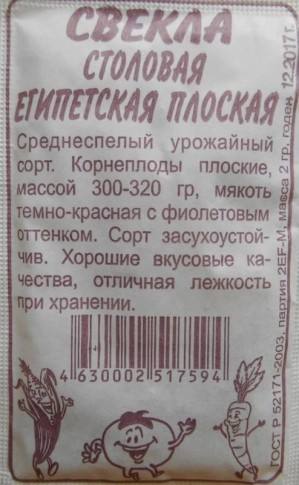 СВЕКЛА
СТОЛОВАЯ
ЕГИПЕТСКАЯ ПЛОСКАЯ
Среднеспелый урожайный
сорт. Корнеплоды плоские,
массой 300-320 гр, мякоть
темно-красная с фиолетовым
оттенком. Сорт засухоустой-
чив. Хорошие вкусовые ка-
чества, отличная лежкость
при хранении.
4 630002 517594
ГОСТ Р 52171-2003, партия 2EF-M, масса 2 гр, годен 12.2017г.